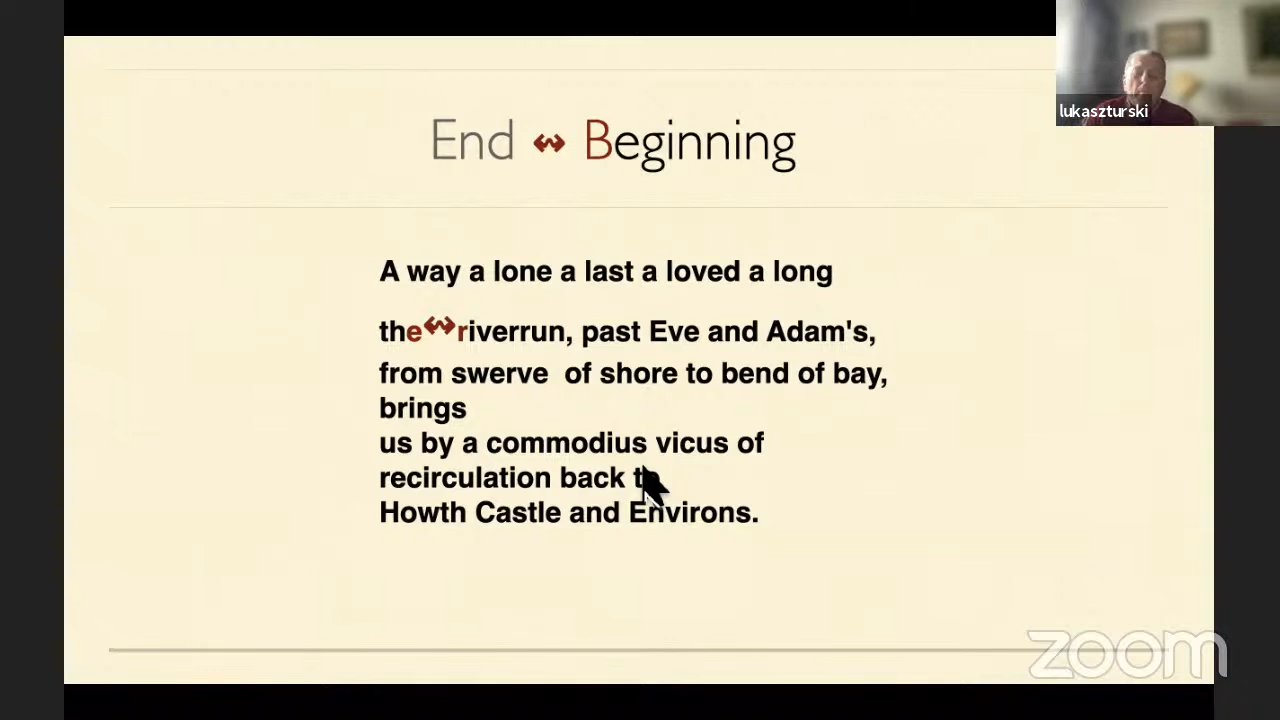 lukaszturski
End ↔ Beginning
A way a lone a last a loved a long
the↔riverrun, past Eve and Adam's,
from swerve  of shore to bend of bay,
brings
us by a commodius vicus of
recirculation back to
Howth Castle and Environs.
zoom